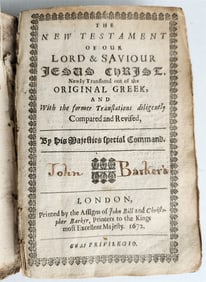 THE
NEW TESTAMENT
OF OUR
LORD & SAVIOUR
JESUS CHRIST,
Newly Translated out of the
ORIGINAL GREEK,
AND
With the former Translations diligently
Compared and Revised,
By His Majesties special Command.
John Barkers
LONDON,
Printed by the Assigns of John Bill and Christo-
pher Barker, Printers to the Kings
most Excellent Majesty. 1672.
CUM PRIVILEGIO.